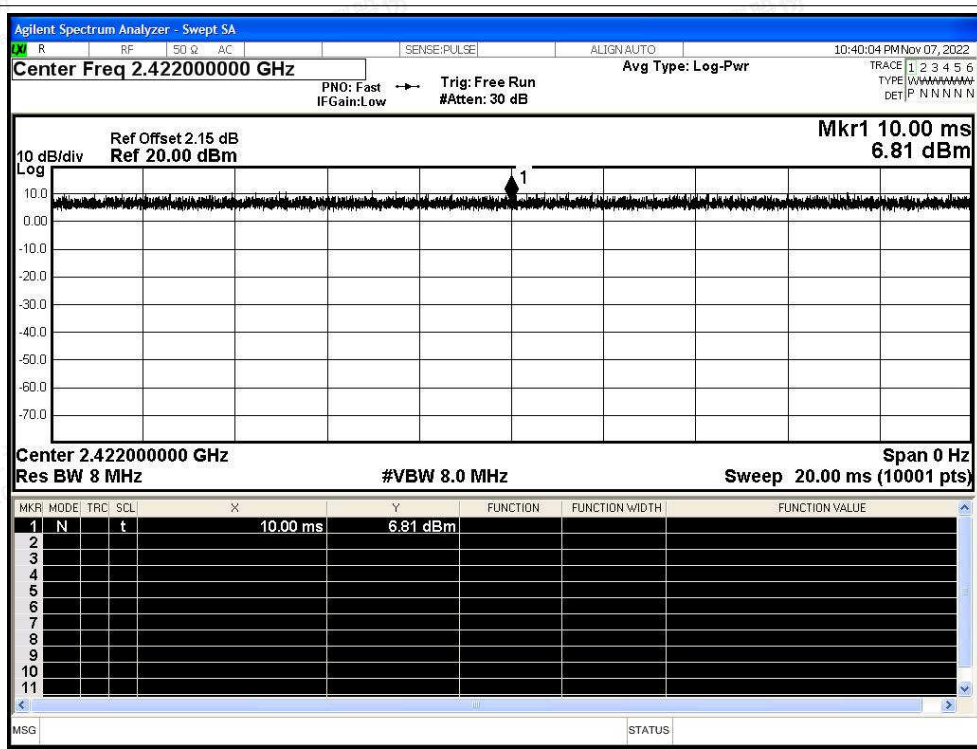 Agilent Spectrum Analyzer - Swept SA
LXI R RF 50 Ω AC SENSE:PULSE ALIGN AUTO 10:40:04 PM Nov 07, 2022
Center Freq 2.422000000 GHz
Avg Type: Log-Pwr
TRACE 1 2 3 4 5 6
PNO: Fast
Trig: Free Run
TYPE
IFGain:Low
#Atten: 30 dB
DET P N N N N N
Mkr1 10.00 ms
Ref Offset 2.15 dB
10 dB/div Ref 20.00 dBm
6.81 dBm
Log
1
10.0
0.00
-10.0
-20.0
-30.0
-40.0
-50.0
-60.0
-70.0
Center 2.422000000 GHz Span 0 Hz
Res BW 8 MHz #VBW 8.0 MHz Sweep 20.00 ms (10001 pts)
MKR MODE TRC SCL X Y FUNCTION FUNCTION WIDTH FUNCTION VALUE
1 N t 10.00 ms 6.81 dBm
2
3
4
5
6
7
8
9
10
11
MSG STATUS